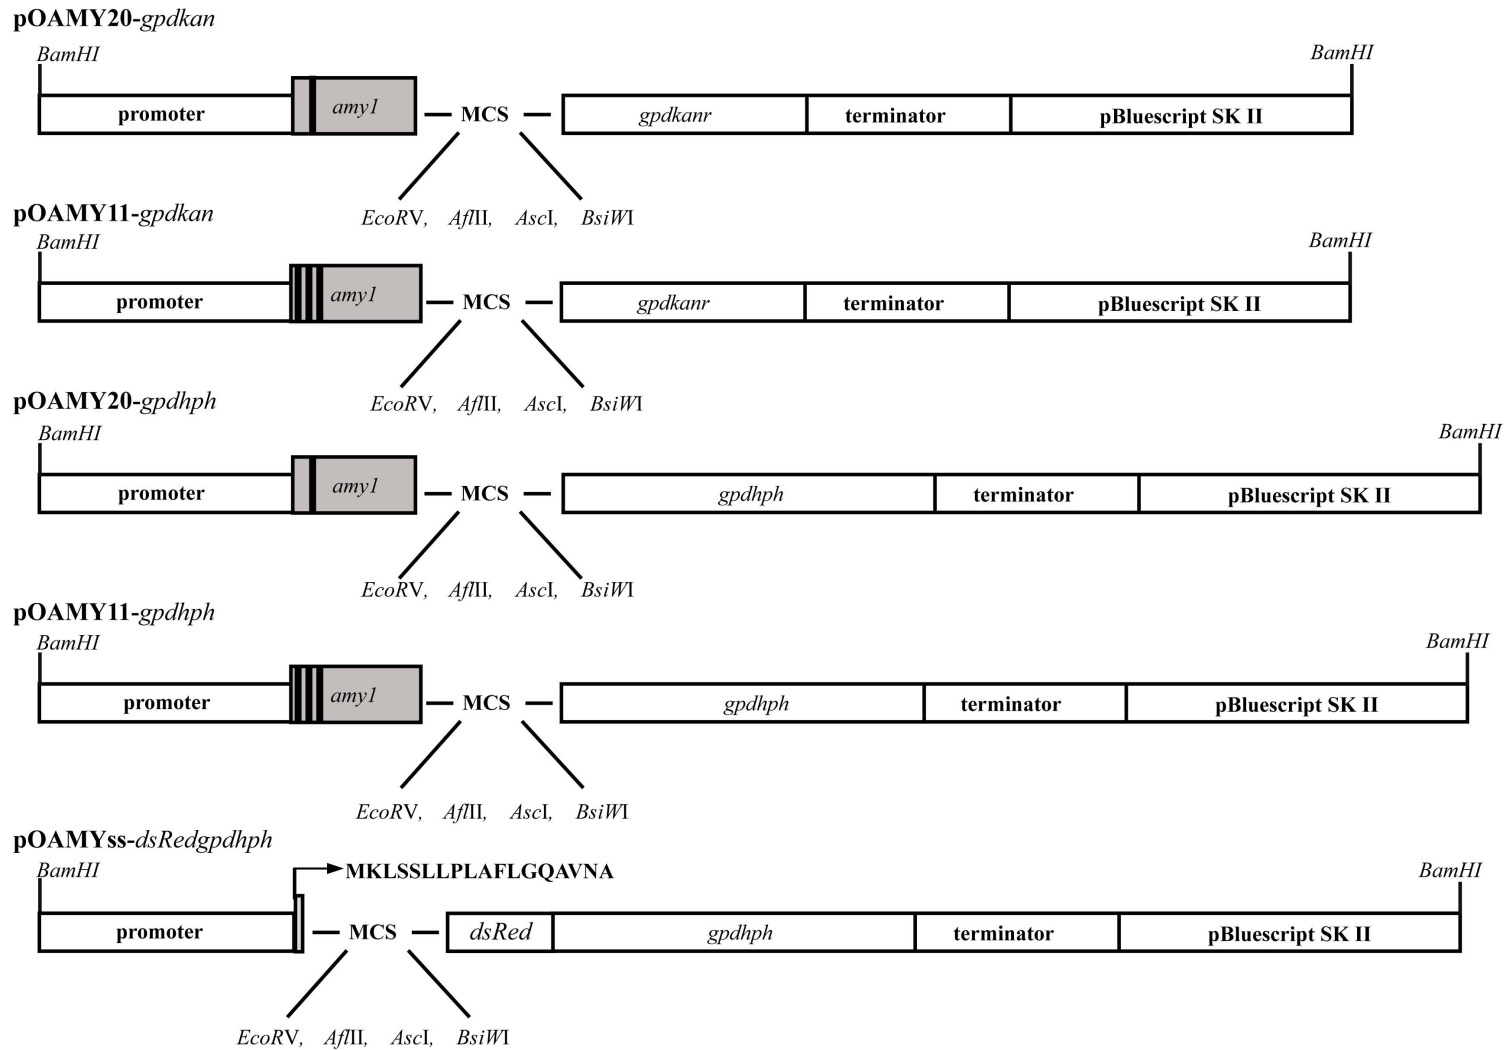 pOAMY20-gpdkan
BamHI BamHI
promoter amy1 MCS gpdkanr terminator pBluescript SK II
EcoRV, AflII, AscI, BsiWI
pOAMY11-gpdkan
BamHI BamHI
promoter amy1 MCS gpdkanr terminator pBluescript SK II
EcoRV, AflII, AscI, BsiWI
pOAMY20-gpdhph
BamHI BamHI
promoter amy1 MCS gpdhph terminator pBluescript SK II
EcoRV, AflII, AscI, BsiWI
pOAMY11-gpdhph
BamHI BamHI
promoter amy1 MCS gpdhph terminator pBluescript SK II
EcoRV, AflII, AscI, BsiWI
pOAMYss-dsRedgpdhph
BamHI MKLSSLLPLAFLGQAVNA BamHI
promoter MCS dsRed gpdhph terminator pBluescript SK II
EcoRV, AflII, AscI, BsiWI